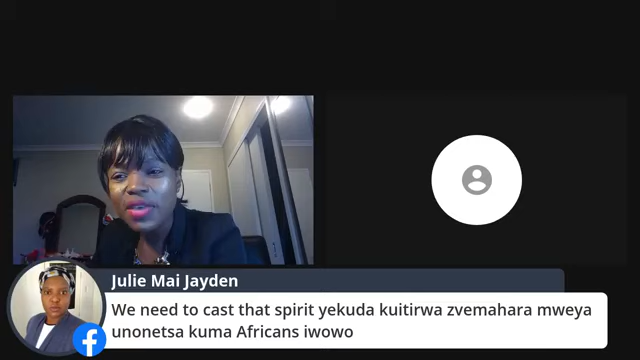 Julie Mai Jayden
We need to cast that spirit yekuda kuitirwa zvemahara mweya
unonetsa kuma Africans iwowo